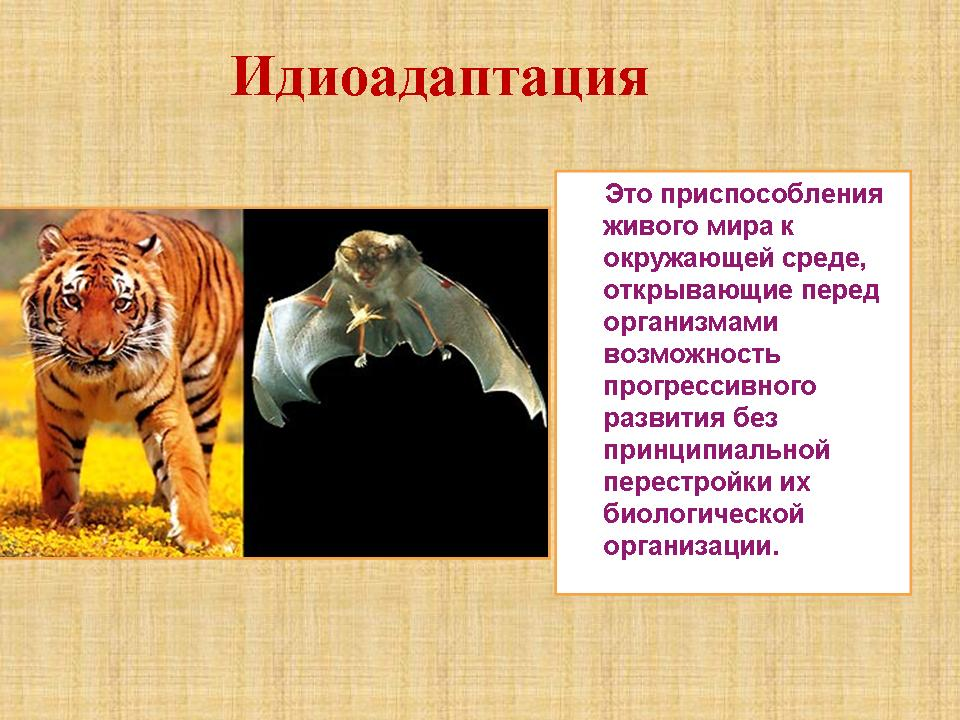 Идиоадаптация
Это приспособления
живого мира к
окружающей среде,
открывающие перед
организмами
возможность
прогрессивного
развития без
принципиальной
перестройки их
биологической
организации.